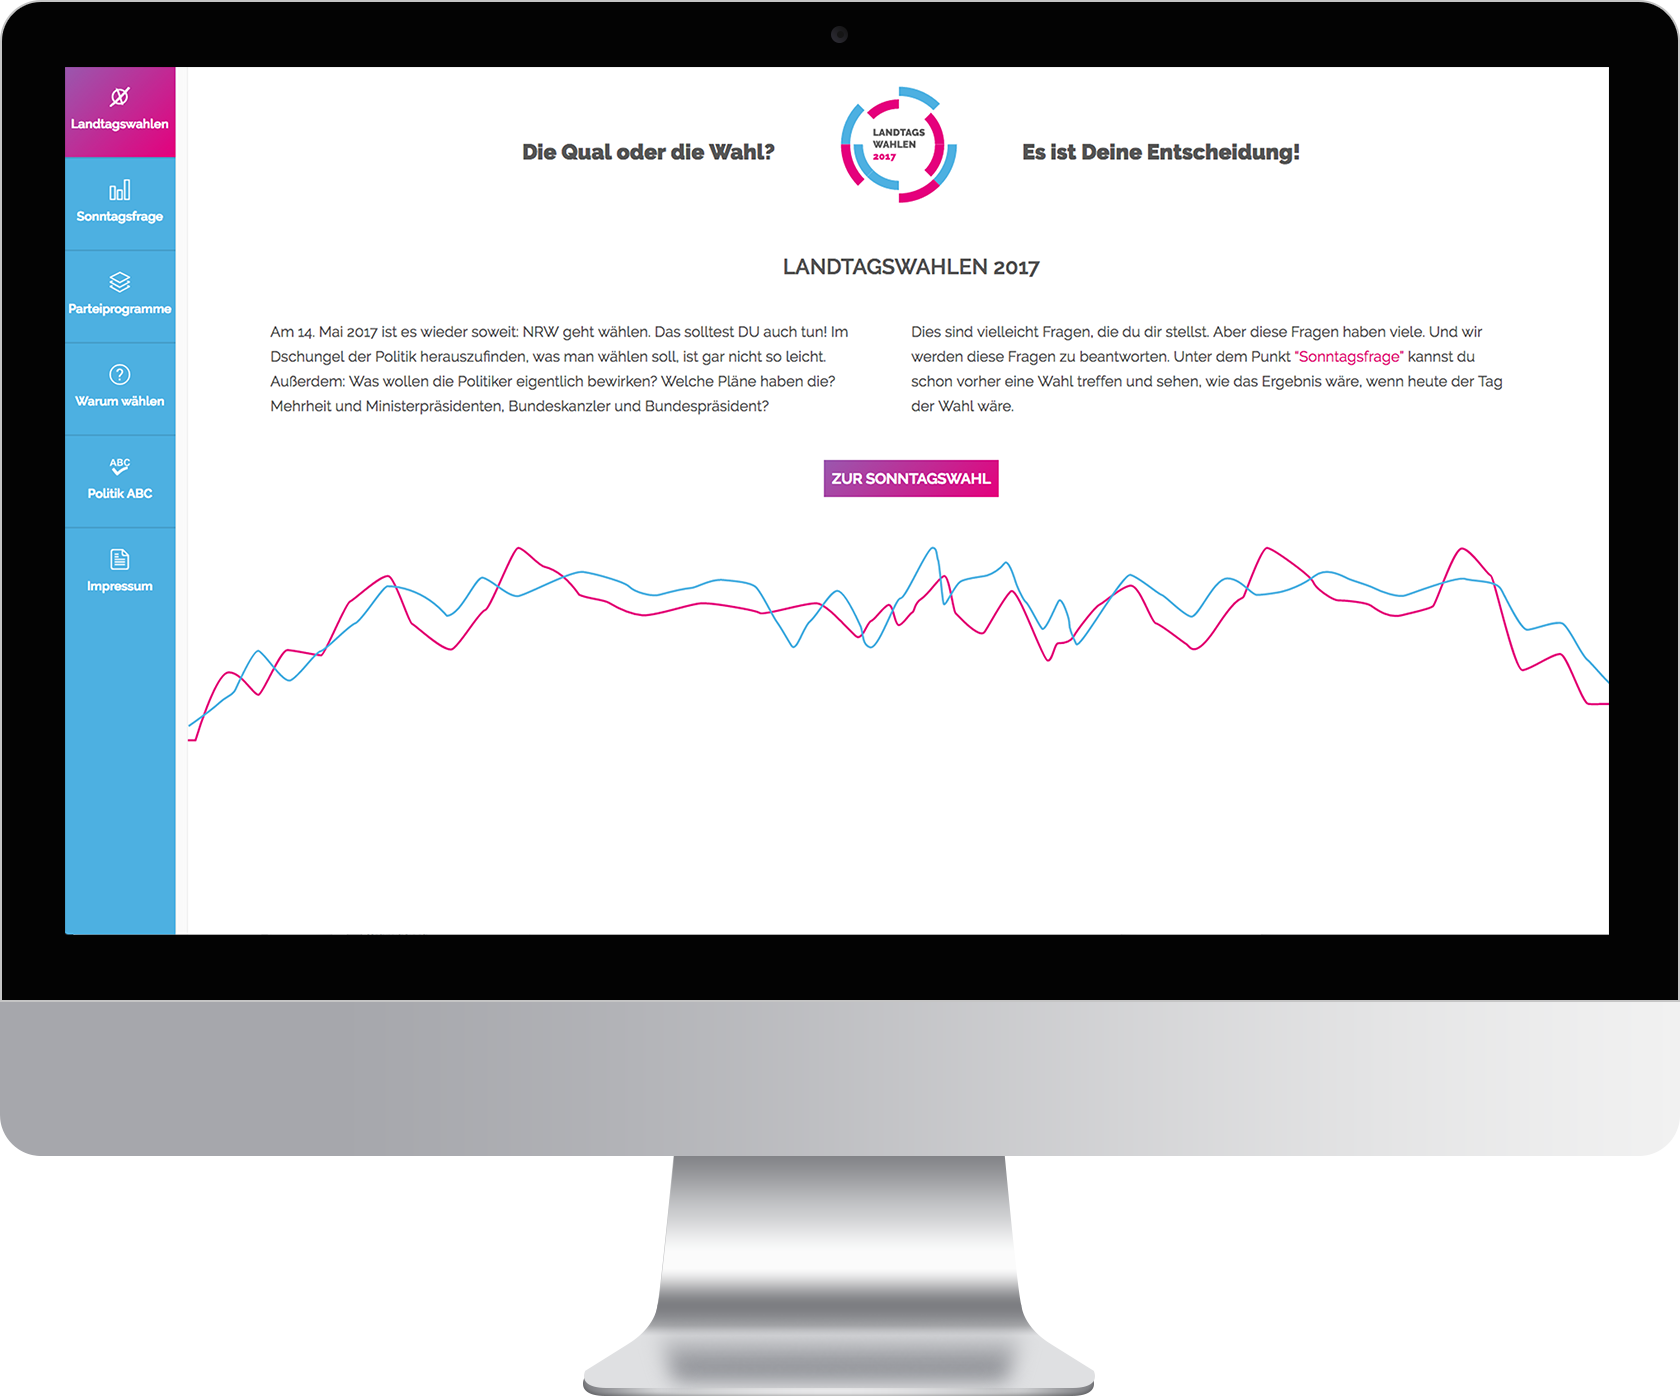 Landtagswahlen
Sonntagsfrage
Parteiprogramme
Warum wählen
ABC
Politik ABC
Impressum
Die Qual oder die Wahl?
LANDTAGS
WAHLEN
2017
Es ist Deine Entscheidung!
LANDTAGSWAHLEN 2017
Am 14. Mai 2017 ist es wieder soweit: NRW geht wählen. Das solltest DU auch tun! Im
Dschungel der Politik herauszufinden, was man wählen soll, ist gar nicht so leicht.
Außerdem: Was wollen die Politiker eigentlich bewirken? Welche Pläne haben die?
Mehrheit und Ministerpräsidenten, Bundeskanzler und Bundespräsident?
Dies sind vielleicht Fragen, die du dir stellst. Aber diese Fragen haben viele. Und wir
werden diese Fragen zu beantworten. Unter dem Punkt "Sonntagsfrage" kannst du
schon vorher eine Wahl treffen und sehen, wie das Ergebnis wäre, wenn heute der Tag
der Wahl wäre.
ZUR SONNTAGSWAHL